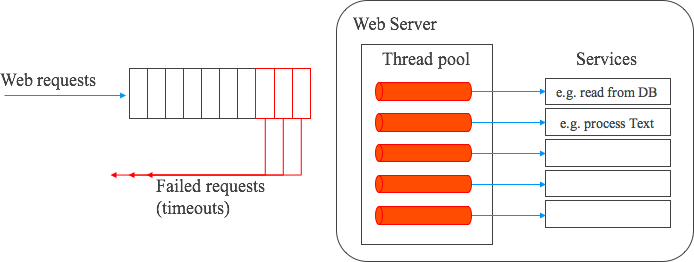 Web Server
Thread pool
Services
Web requests
e.g. read from DB
e.g. process Text
Failed requests
(timeouts)